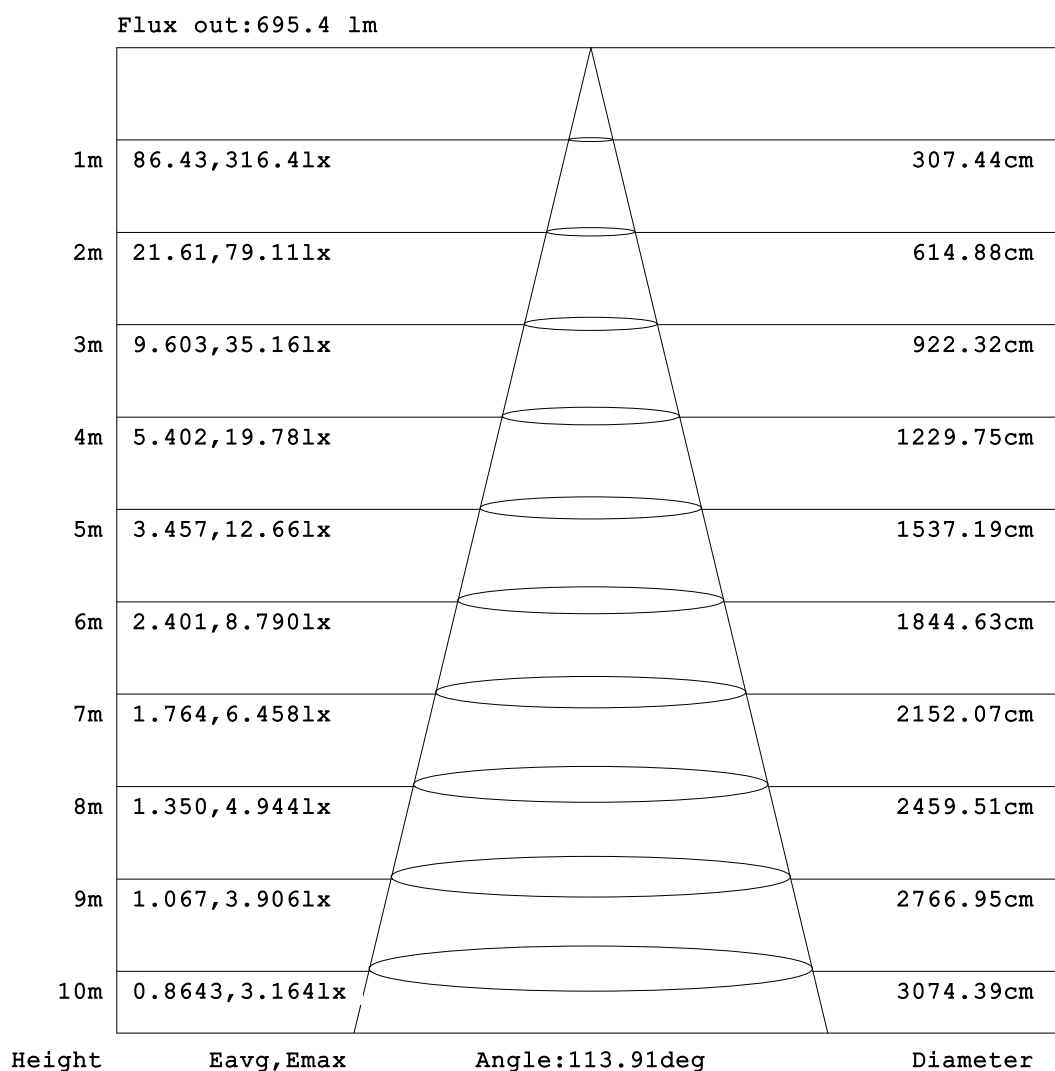 Flux out:695.4 lm
1m 86.43,316.4lx 307.44cm
2m 21.61,79.11lx 614.88cm
3m 9.603,35.16lx 922.32cm
4m 5.402,19.78lx 1229.75cm
5m 3.457,12.66lx 1537.19cm
6m 2.401,8.790lx 1844.63cm
7m 1.764,6.458lx 2152.07cm
8m 1.350,4.944lx 2459.51cm
9m 1.067,3.906lx 2766.95cm
10m 0.8643,3.164lx 3074.39cm
Height Eavg,Emax Angle:113.91deg Diameter